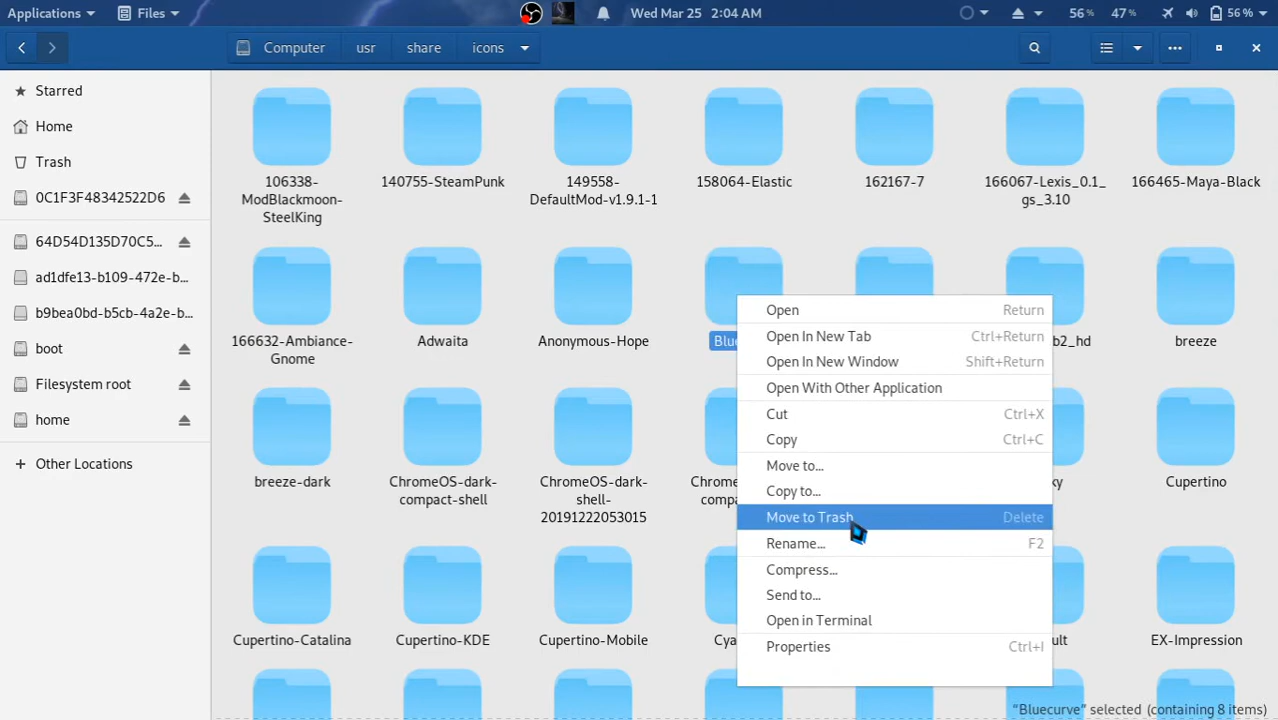 Applications
Files
Wed Mar 25 2:04 AM
56%
47%
56%
Computer
usr
share
icons
Starred
Home
Trash
0C1F3F48342522D6
64D54D135D70C5...
ad1dfe13-b109-472e-b...
b9bea0bd-b5cb-4a2e-b...
boot
Filesystem root
home
Other Locations
106338-
ModBlackmoon-
SteelKing
140755-SteamPunk
149558-
DefaultMod-v1.9.1-1
158064-Elastic
162167-7
166067-Lexis_0.1_
gs_3.10
166465-Maya-Black
166632-Ambiance-
Gnome
Adwaita
Anonymous-Hope
Blue
b2_hd
breeze
breeze-dark
ChromeOS-dark-
compact-shell
ChromeOS-dark-
shell-
20191222053015
Chrome
compa
xy
Cupertino
Cupertino-Catalina
Cupertino-KDE
Cupertino-Mobile
Cya
ult
EX-Impression
Open Return
Open In New Tab Ctrl+Return
Open In New Window Shift+Return
Open With Other Application
Cut Ctrl+X
Copy Ctrl+C
Move to...
Copy to...
Move to Trash Delete
Rename... F2
Compress...
Send to...
Open in Terminal
Properties Ctrl+I
“Bluecurve” selected (containing 8 items)